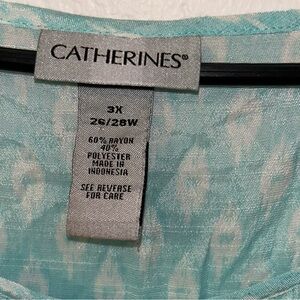 CATHERINES®
3X
26/28W
60% RAYON
40%
POLYESTER
MADE IN
INDONESIA
SEE REVERSE
FOR CARE